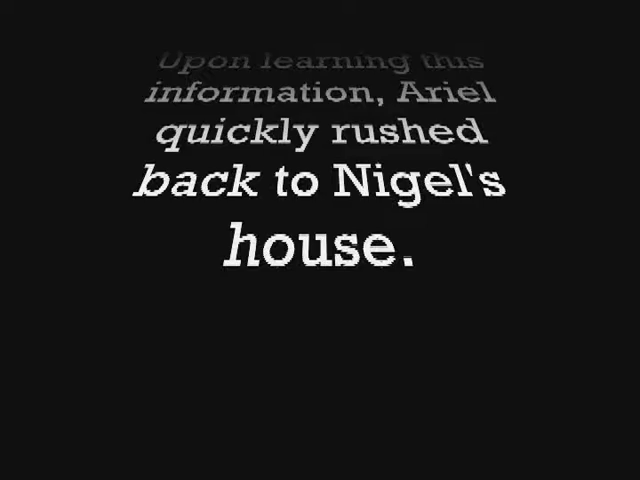 Upon learning this
information, Ariel
quickly rushed
back to Nigel's
house.